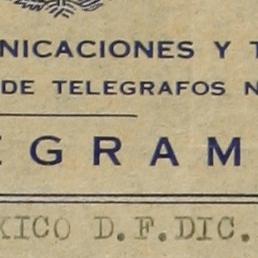 NICACIONES Y T
DE TELEGRAFOS N
EGRAM
XICO D.F.DIC.